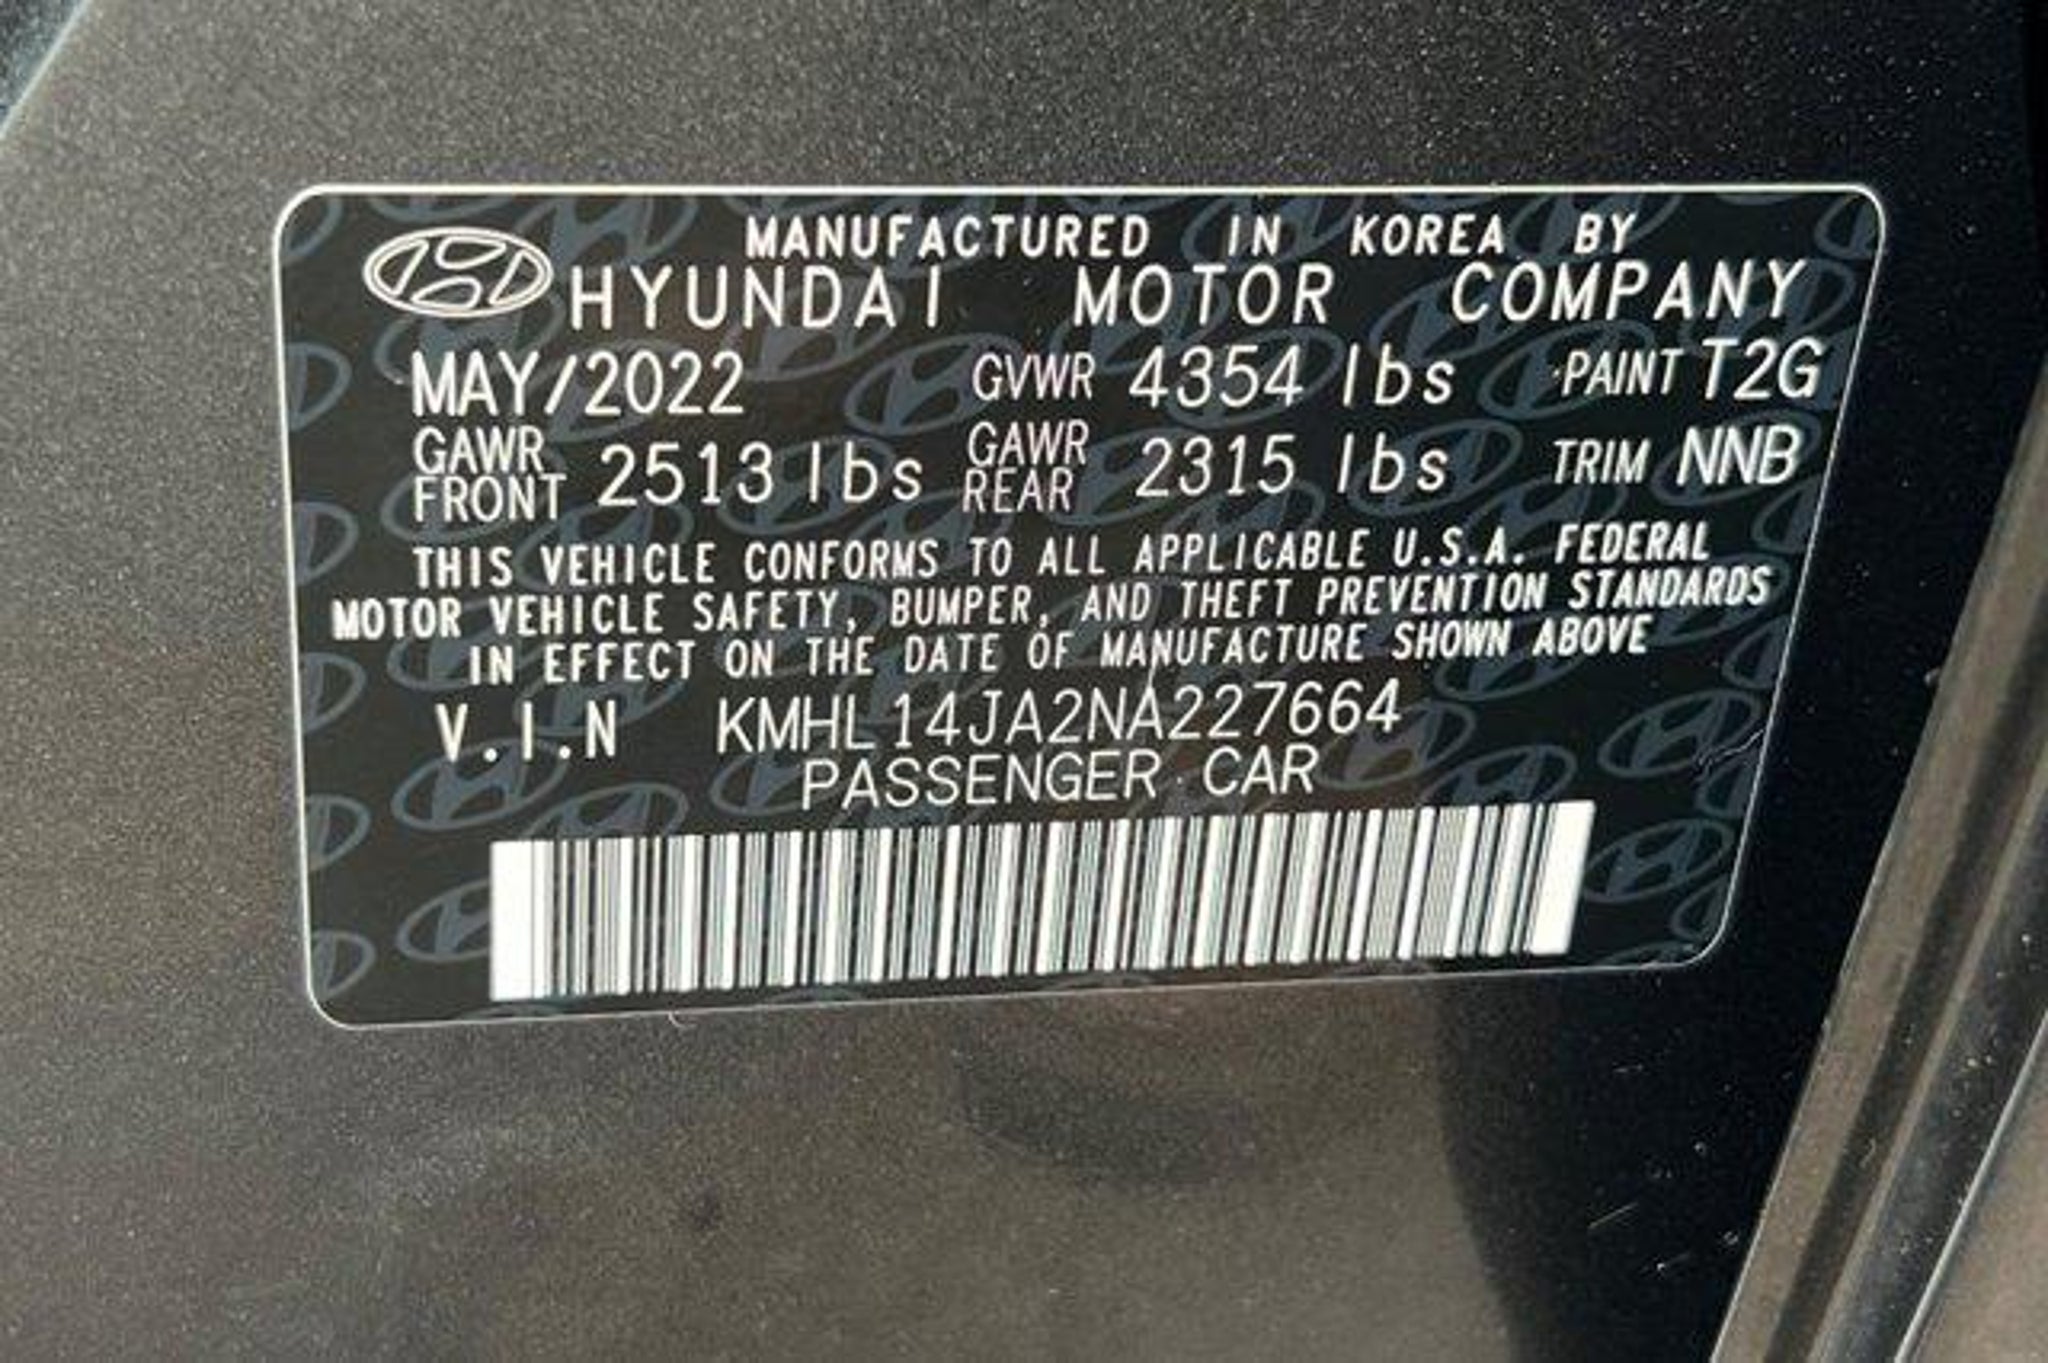 MANUFACTURED IN KOREA BY
HYUNDAI MOTOR COMPANY
MAY/2022 GVWR 4354 lbs PAINT T2G
GAWR FRONT 2513 lbs GAWR REAR 2315 lbs TRIM NNB
THIS VEHICLE CONFORMS TO ALL APPLICABLE U.S.A. FEDERAL
MOTOR VEHICLE SAFETY, BUMPER, AND THEFT PREVENTION STANDARDS
IN EFFECT ON THE DATE OF MANUFACTURE SHOWN ABOVE
V.I.N KMHL14JA2NA227664
PASSENGER CAR